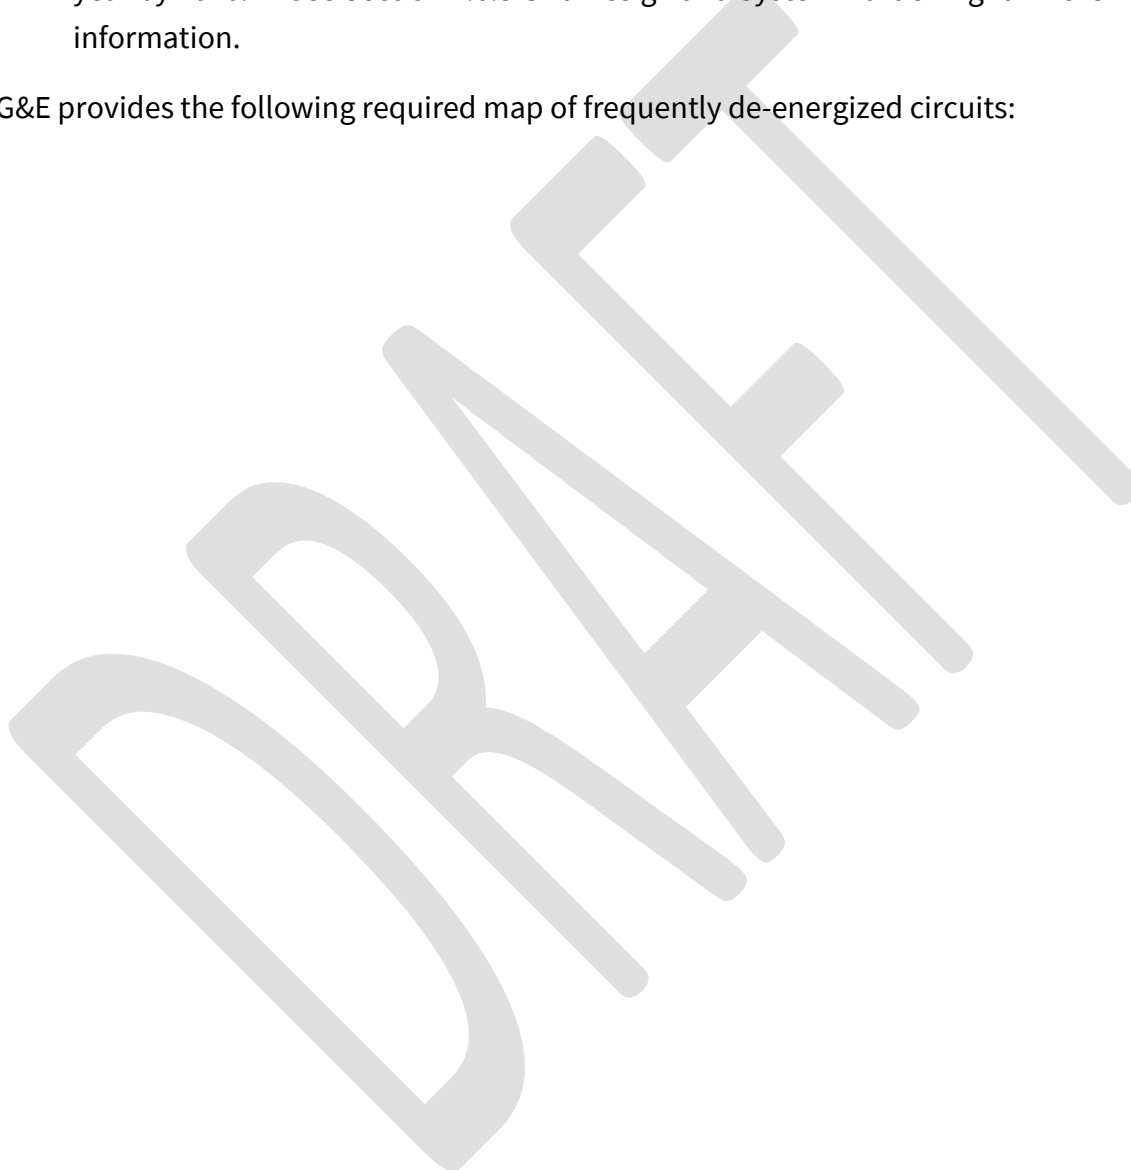 information.
G&E provides the following required map of frequently de-energized circuits:
DRAFT